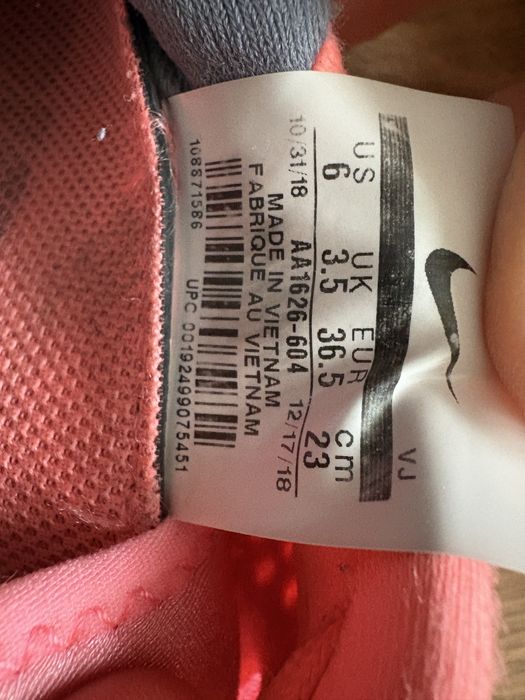 VJ
US UK EUR cm
6 3.5 36.5 23
10/31/18 AA1626-604 12/17/18
MADE IN VIETNAM
FABRIQUE AU VIETNAM
108871586 UPC 00192499075451